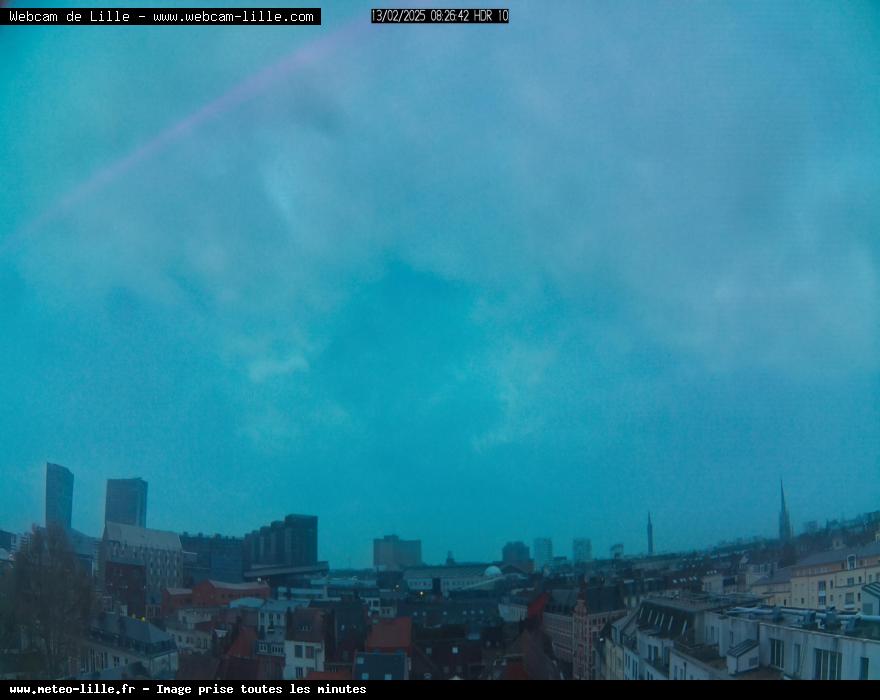 Webcam de Lille - www.webcam-lille.com
13/02/2025 08:26:42 HDR 10
www.meteo-lille.fr - Image prise toutes les minutes